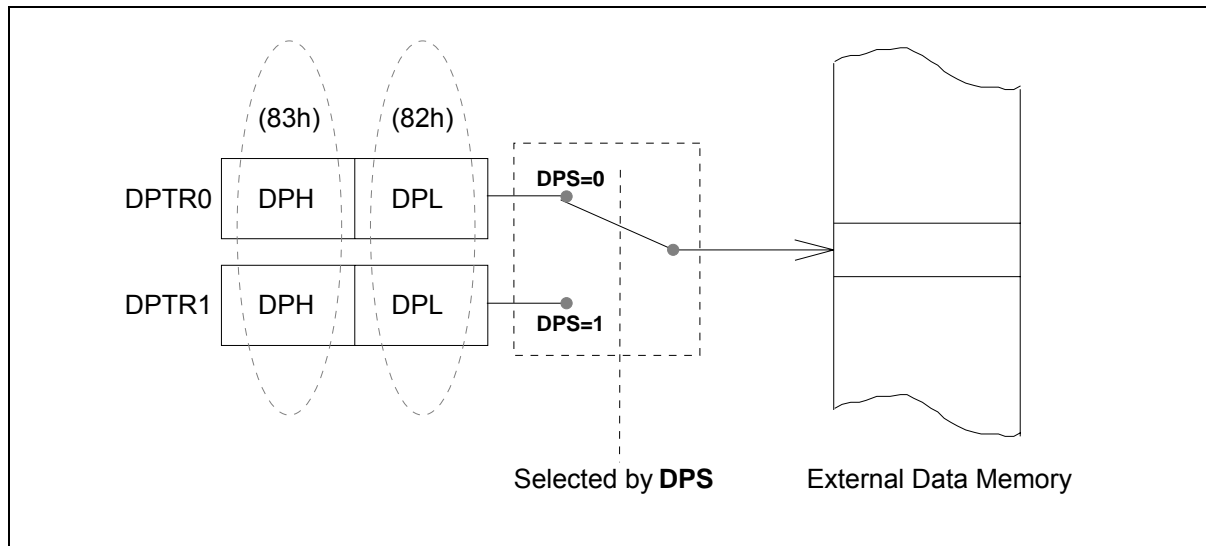 (83h) (82h)
DPTR0 DPH DPL DPS=0
DPTR1 DPH DPL DPS=1
Selected by DPS External Data Memory